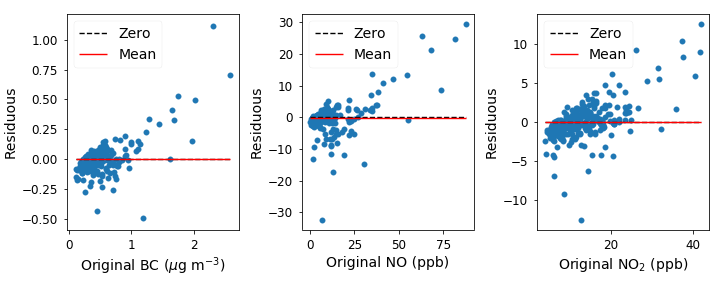 Residuous
1.00
0.75
0.50
0.25
0.00
−0.25
−0.50
Zero
Mean
0
1
2
Original BC (μg m⁻³)
Residuous
30
20
10
0
−10
−20
−30
Zero
Mean
0
25
50
75
Original NO (ppb)
Residuous
10
5
0
−5
−10
Zero
Mean
20
40
Original NO₂ (ppb)